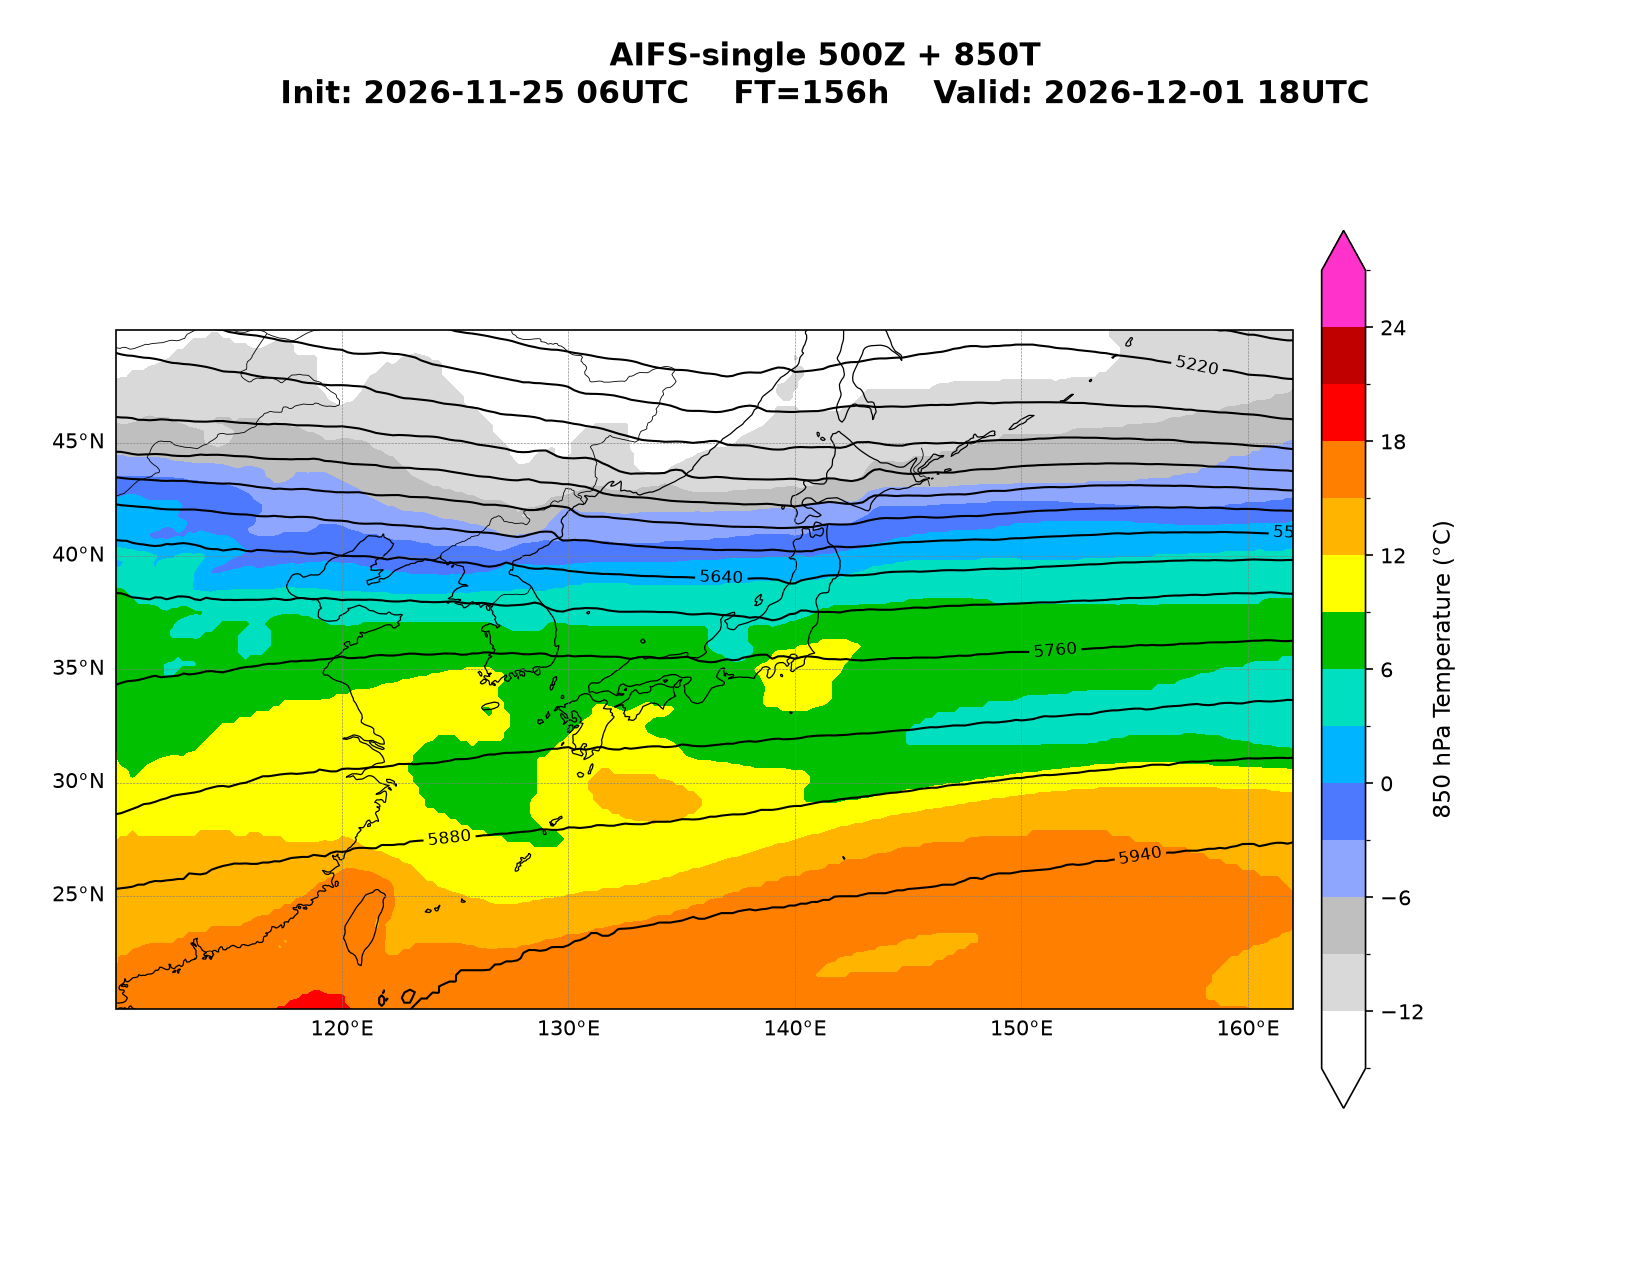 AIFS-single 500Z + 850T
Init: 2026-11-25 06UTC    FT=156h    Valid: 2026-12-01 18UTC
5220
45°N
55
40°N
5640
5760
35°N
30°N
5880
5940
25°N
120°E 130°E 140°E 150°E 160°E
24
18
12
6
0
−6
−12
850 hPa Temperature (°C)